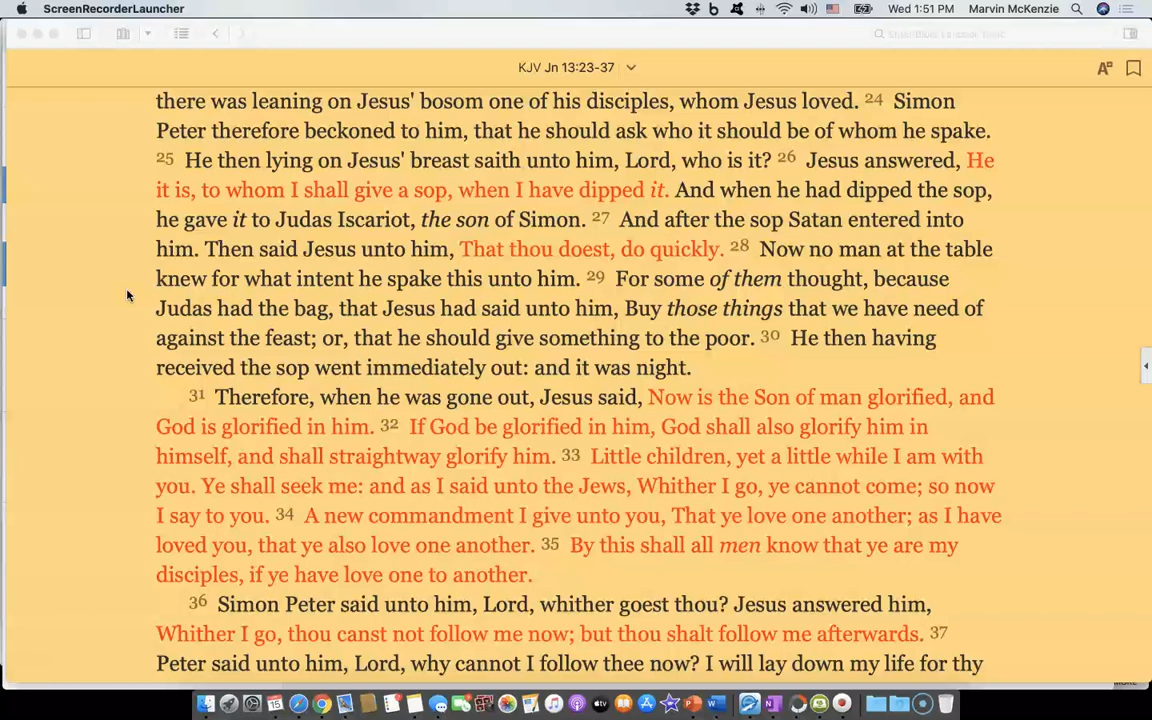 ScreenRecorderLauncher
Wed 1:51 PM Marvin McKenzie
KJV Jn 13:23-37
there was leaning on Jesus' bosom one of his disciples, whom Jesus loved. 24 Simon
Peter therefore beckoned to him, that he should ask who it should be of whom he spake.
25 He then lying on Jesus' breast saith unto him, Lord, who is it? 26 Jesus answered, He
it is, to whom I shall give a sop, when I have dipped it. And when he had dipped the sop,
he gave it to Judas Iscariot, the son of Simon. 27 And after the sop Satan entered into
him. Then said Jesus unto him, That thou doest, do quickly. 28 Now no man at the table
knew for what intent he spake this unto him. 29 For some of them thought, because
Judas had the bag, that Jesus had said unto him, Buy those things that we have need of
against the feast; or, that he should give something to the poor. 30 He then having
received the sop went immediately out: and it was night.
31 Therefore, when he was gone out, Jesus said, Now is the Son of man glorified, and
God is glorified in him. 32 If God be glorified in him, God shall also glorify him in
himself, and shall straightway glorify him. 33 Little children, yet a little while I am with
you. Ye shall seek me: and as I said unto the Jews, Whither I go, ye cannot come; so now
I say to you. 34 A new commandment I give unto you, That ye love one another; as I have
loved you, that ye also love one another. 35 By this shall all men know that ye are my
disciples, if ye have love one to another.
36 Simon Peter said unto him, Lord, whither goest thou? Jesus answered him,
Whither I go, thou canst not follow me now; but thou shalt follow me afterwards. 37
Peter said unto him, Lord, why cannot I follow thee now? I will lay down my life for thy